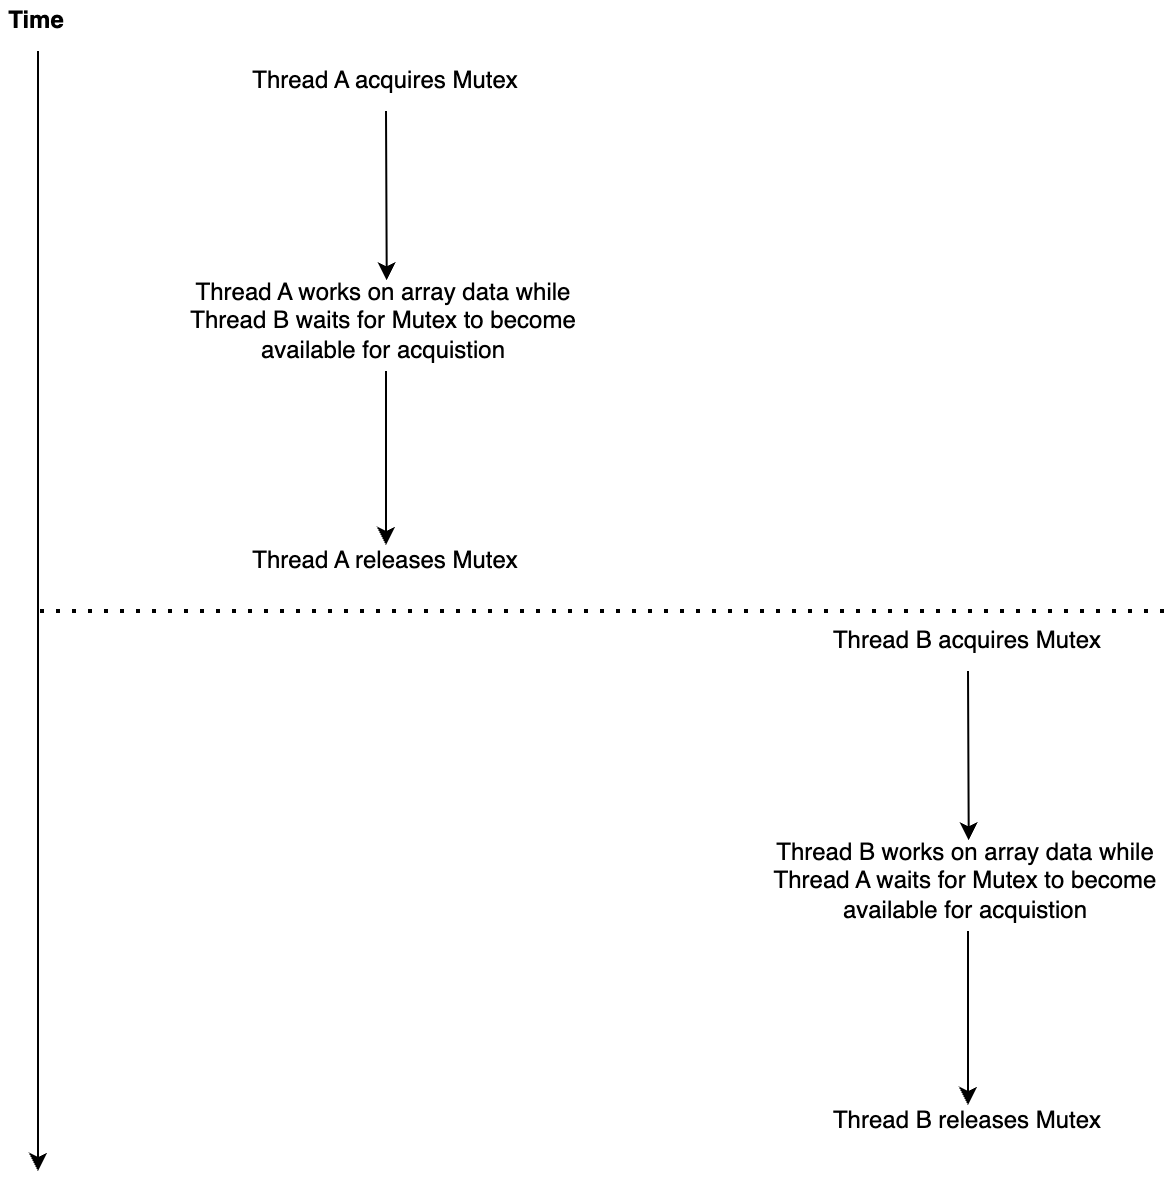 Time
Thread A acquires Mutex
Thread A works on array data while
Thread B waits for Mutex to become
available for acquistion
Thread A releases Mutex
Thread B acquires Mutex
Thread B works on array data while
Thread A waits for Mutex to become
available for acquistion
Thread B releases Mutex